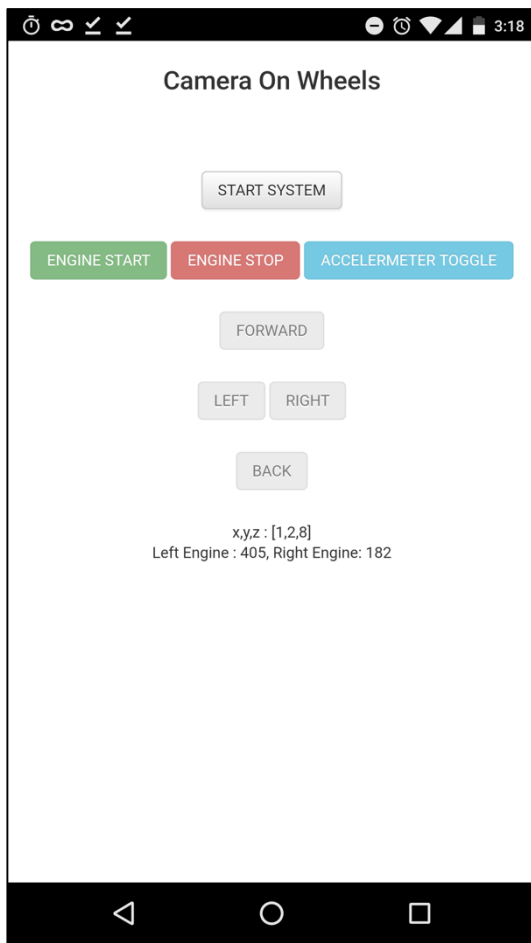 3:18
Camera On Wheels
START SYSTEM
ENGINE START ENGINE STOP ACCELERMETER TOGGLE
FORWARD
LEFT RIGHT
BACK
x,y,z : [1,2,8]
Left Engine : 405, Right Engine: 182